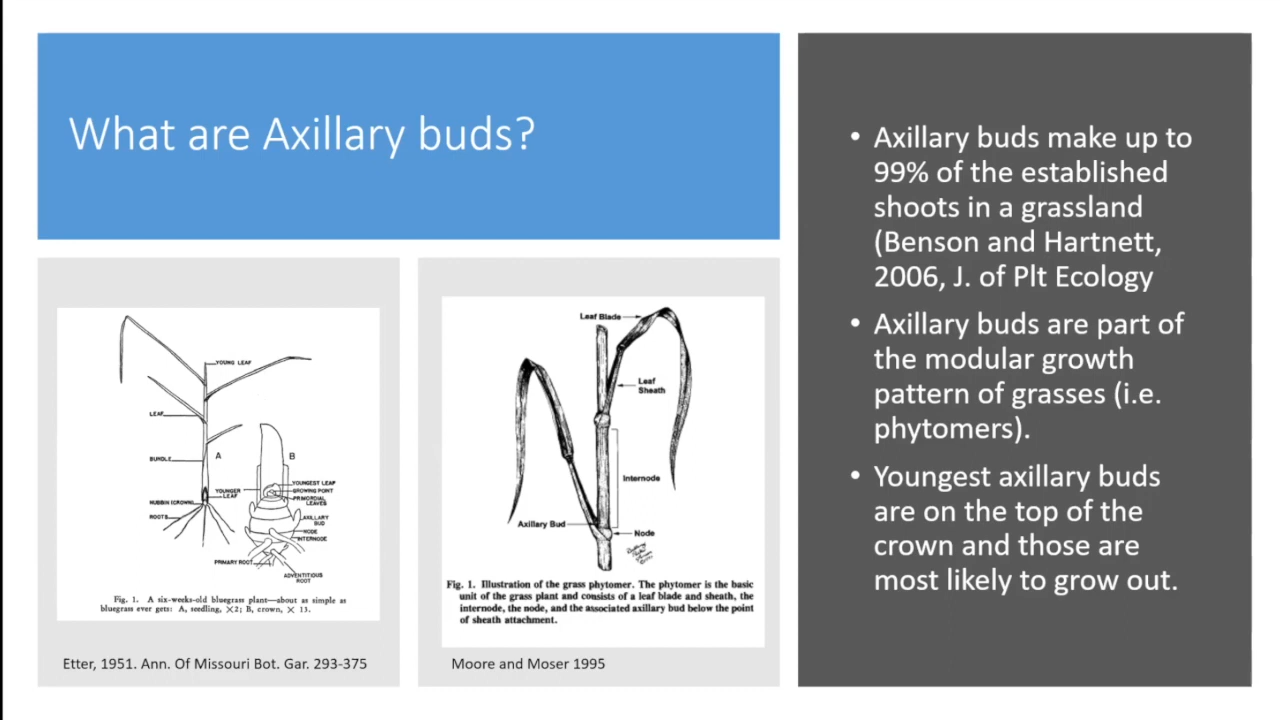 What are Axillary buds?
YOUNG LEAF
LEAF
BUNDLE
A
B
YOUNGER
LEAF
NUBBIN (CROWN)
ROOTS
YOUNGEST LEAF
GROWING POINT
PRIMORDIAL
LEAVES
AXILLARY
BUD
NODE
INTERNODE
PRIMARY ROOT
ADVENTITIOUS
ROOT
Fig. 1. A six-weeks-old bluegrass plant—about as simple as
bluegrass ever gets: A, seedling, ×2; B, crown, × 13.
Etter, 1951. Ann. Of Missouri Bot. Gar. 293-375
Leaf Blade
Leaf
Sheath
Internode
Axillary Bud
Node
Fig. 1. Illustration of the grass phytomer. The phytomer is the basic
unit of the grass plant and consists of a leaf blade and sheath, the
internode, the node, and the associated axillary bud below the point
of sheath attachment.
Moore and Moser 1995
• Axillary buds make up to
99% of the established
shoots in a grassland
(Benson and Hartnett,
2006, J. of Plt Ecology
• Axillary buds are part of
the modular growth
pattern of grasses (i.e.
phytomers).
• Youngest axillary buds
are on the top of the
crown and those are
most likely to grow out.